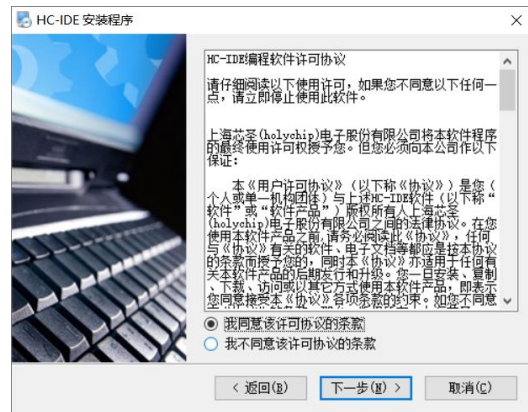 HC-IDE 安装程序
HC-IDE编程软件许可协议
请仔细阅读以下使用许可，如果您不同意以下任何一
点，请立即停止使用此软件。
上海芯圣(holychip)电子股份有限公司将本软件程序
的最终使用许可权授予您。但您必须向本公司作以下
保证：
本《用户许可协议》（以下称《协议》）是您（
个人或单一机构团体）与上述HC-IDE软件（以下称“
软件”或“软件产品”）版权所有人上海芯圣
(holychip)电子股份有限公司之间的法律协议。在您
使用本软件产品之前,请务必阅读此《协议》，任何
与《协议》有关的软件、电子文档等都应是按本协议
的条款而授予您的，同时本《协议》亦适用于任何有
关本软件产品的后期发行和升级。您一旦安装、复制
、下载、访问或以其它方式使用本软件产品，即表示
您同意接受本《协议》各项条款的约束。如您不同意
我同意该许可协议的条款
我不同意该许可协议的条款
< 返回(B)
下一步(N) >
取消(C)